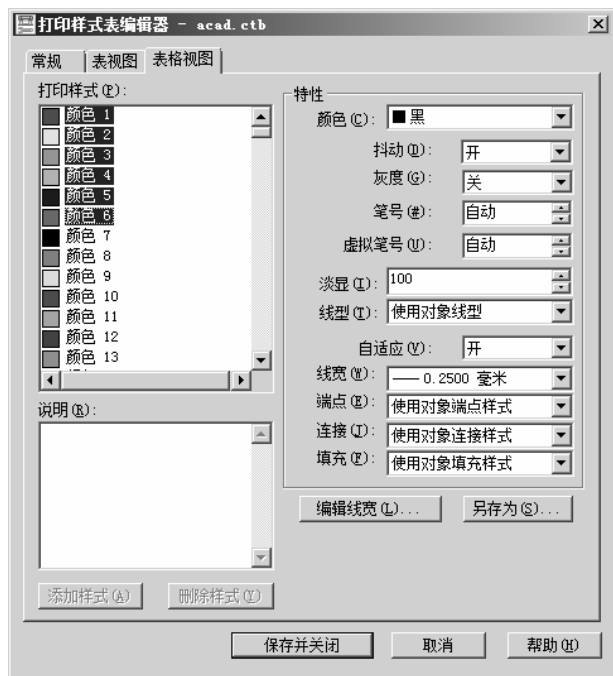 打印样式表编辑器 - acad.ctb
常规 表视图 表格视图
打印样式(P):
颜色 1
颜色 2
颜色 3
颜色 4
颜色 5
颜色 6
颜色 7
颜色 8
颜色 9
颜色 10
颜色 11
颜色 12
颜色 13
说明(R):
添加样式(A) 删除样式(Y)
特性
颜色(C): 黑
抖动(D): 开
灰度(G): 关
笔号(#): 自动
虚拟笔号(U): 自动
淡显(I): 100
线型(T): 使用对象线型
自适应(V): 开
线宽(W): —— 0.2500 毫米
端点(E): 使用对象端点样式
连接(J): 使用对象连接样式
填充(F): 使用对象填充样式
编辑线宽(L)... 另存为(S)...
保存并关闭 取消 帮助(H)